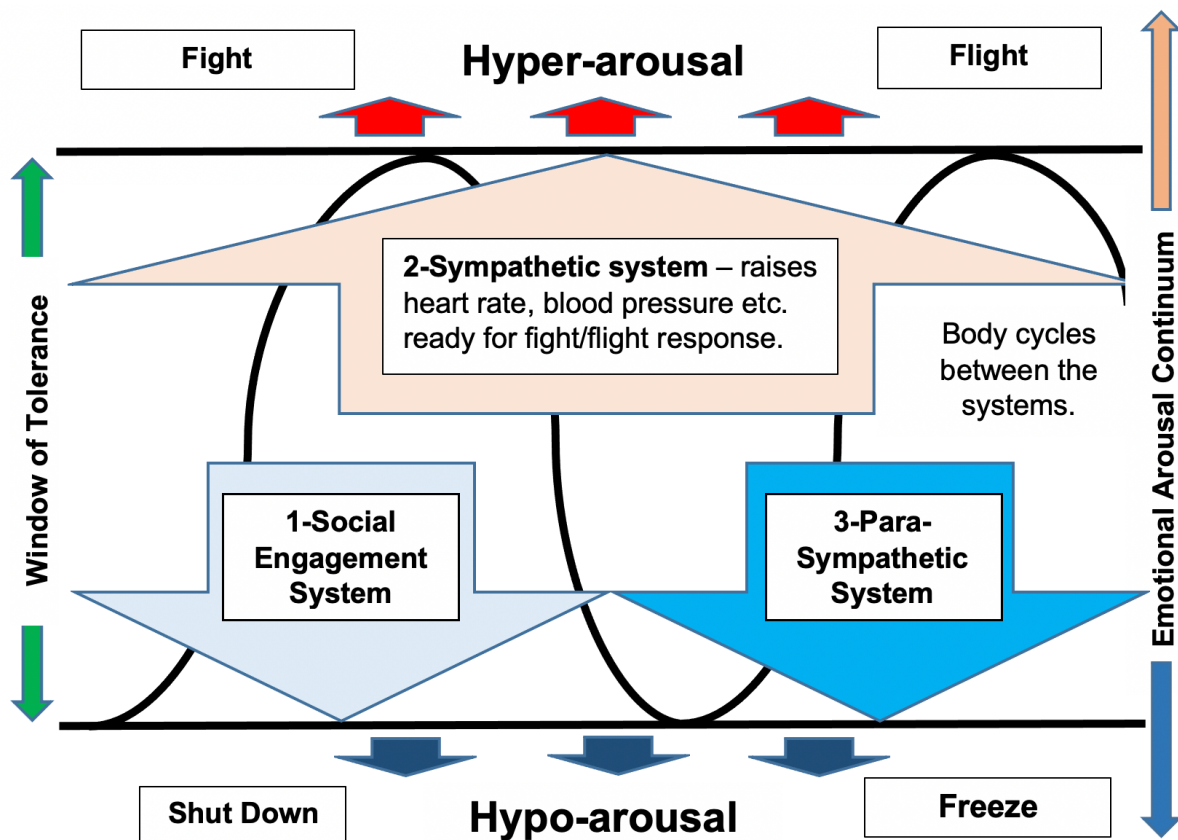 Fight
Hyper-arousal
Flight
Window of Tolerance
2-Sympathetic system – raises
heart rate, blood pressure etc.
ready for fight/flight response.
Body cycles
between the
systems.
Emotional Arousal Continuum
1-Social
Engagement
System
3-Para-
Sympathetic
System
Shut Down
Hypo-arousal
Freeze